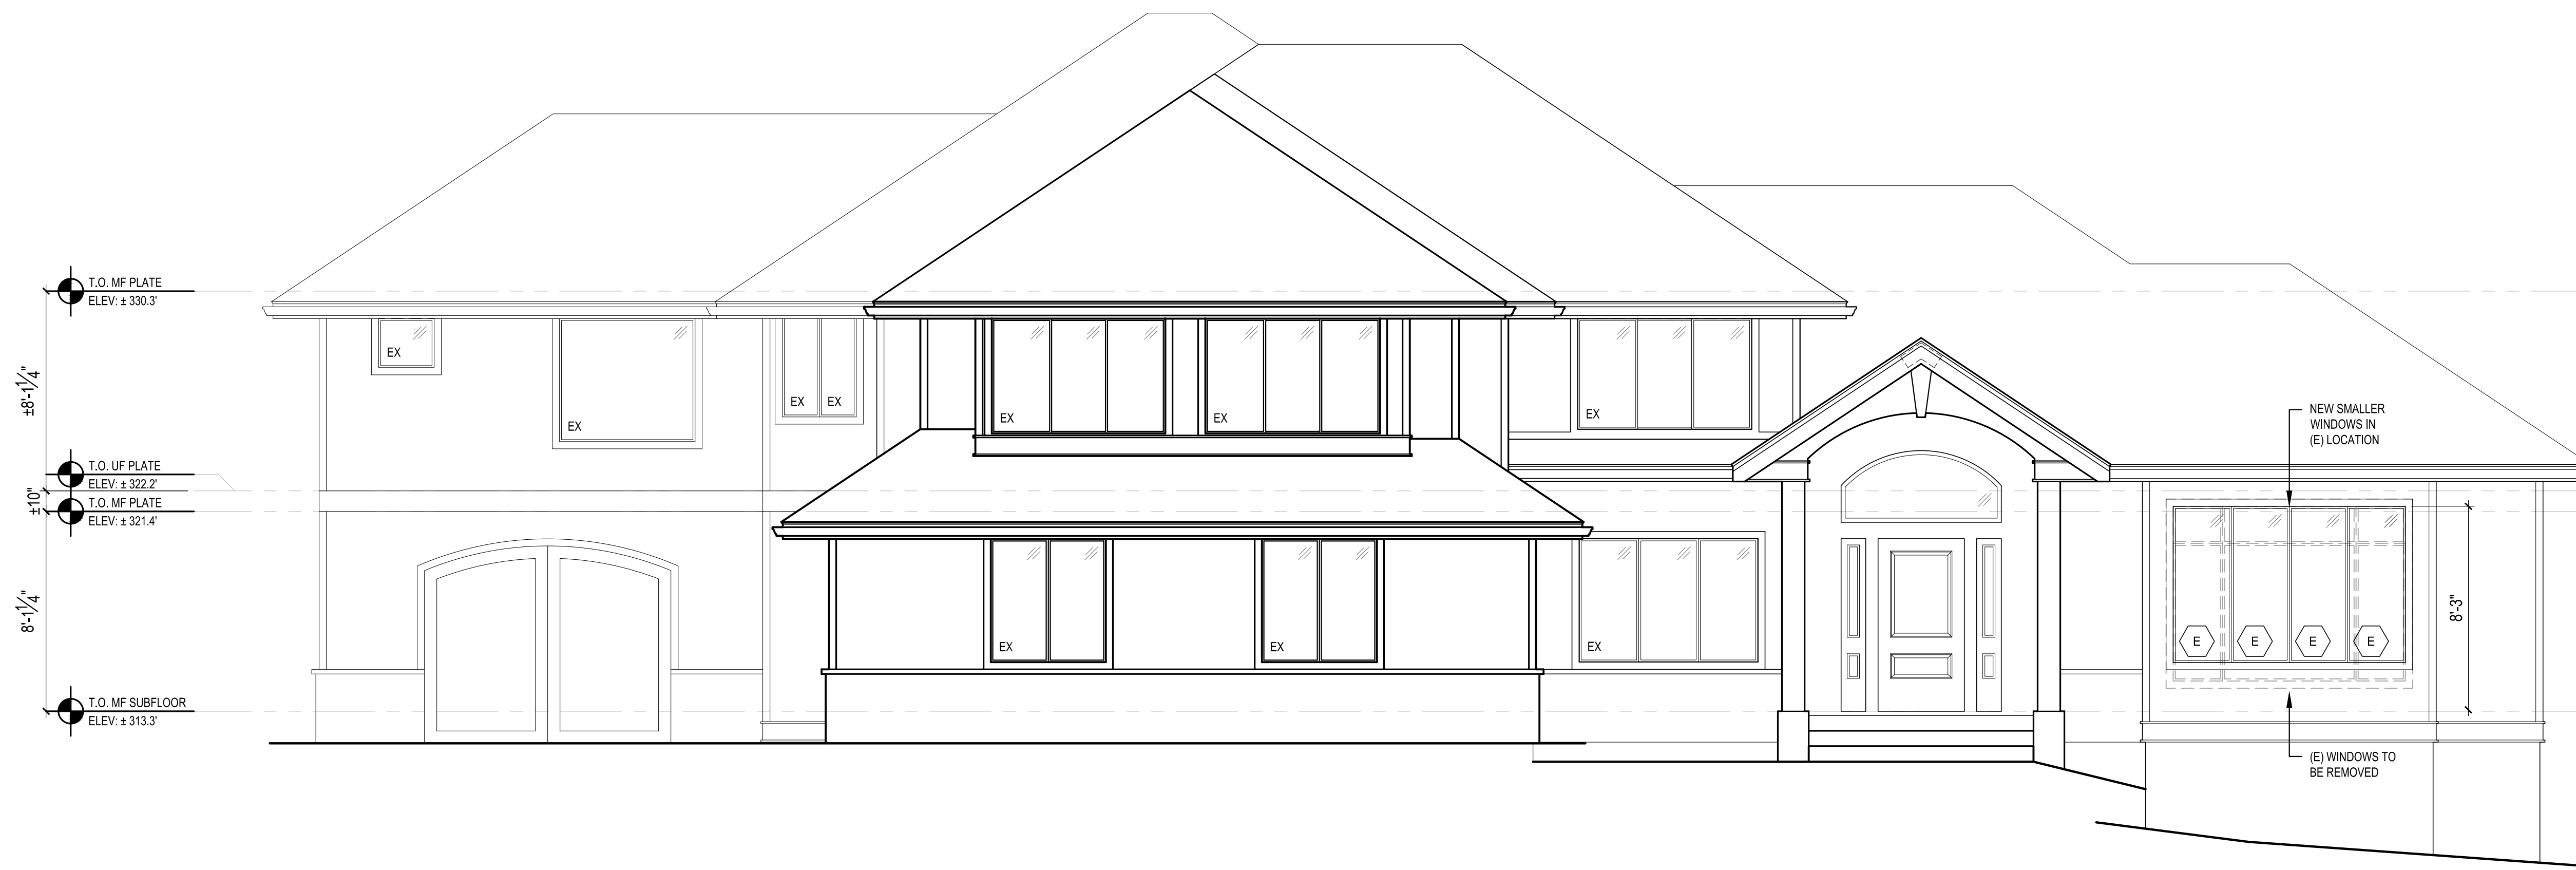 T.O. MF PLATE
ELEV: ± 330.3'
±8'-1¼"
T.O. UF PLATE
ELEV: ± 322.2'
±10"
T.O. MF PLATE
ELEV: ± 321.4'
8'-1¼"
T.O. MF SUBFLOOR
ELEV: ± 313.3'
EX
EX
EX
EX
EX
EX
EX
EX
EX
EX
NEW SMALLER
WINDOWS IN
(E) LOCATION
E
E
E
E
8'-3"
(E) WINDOWS TO
BE REMOVED